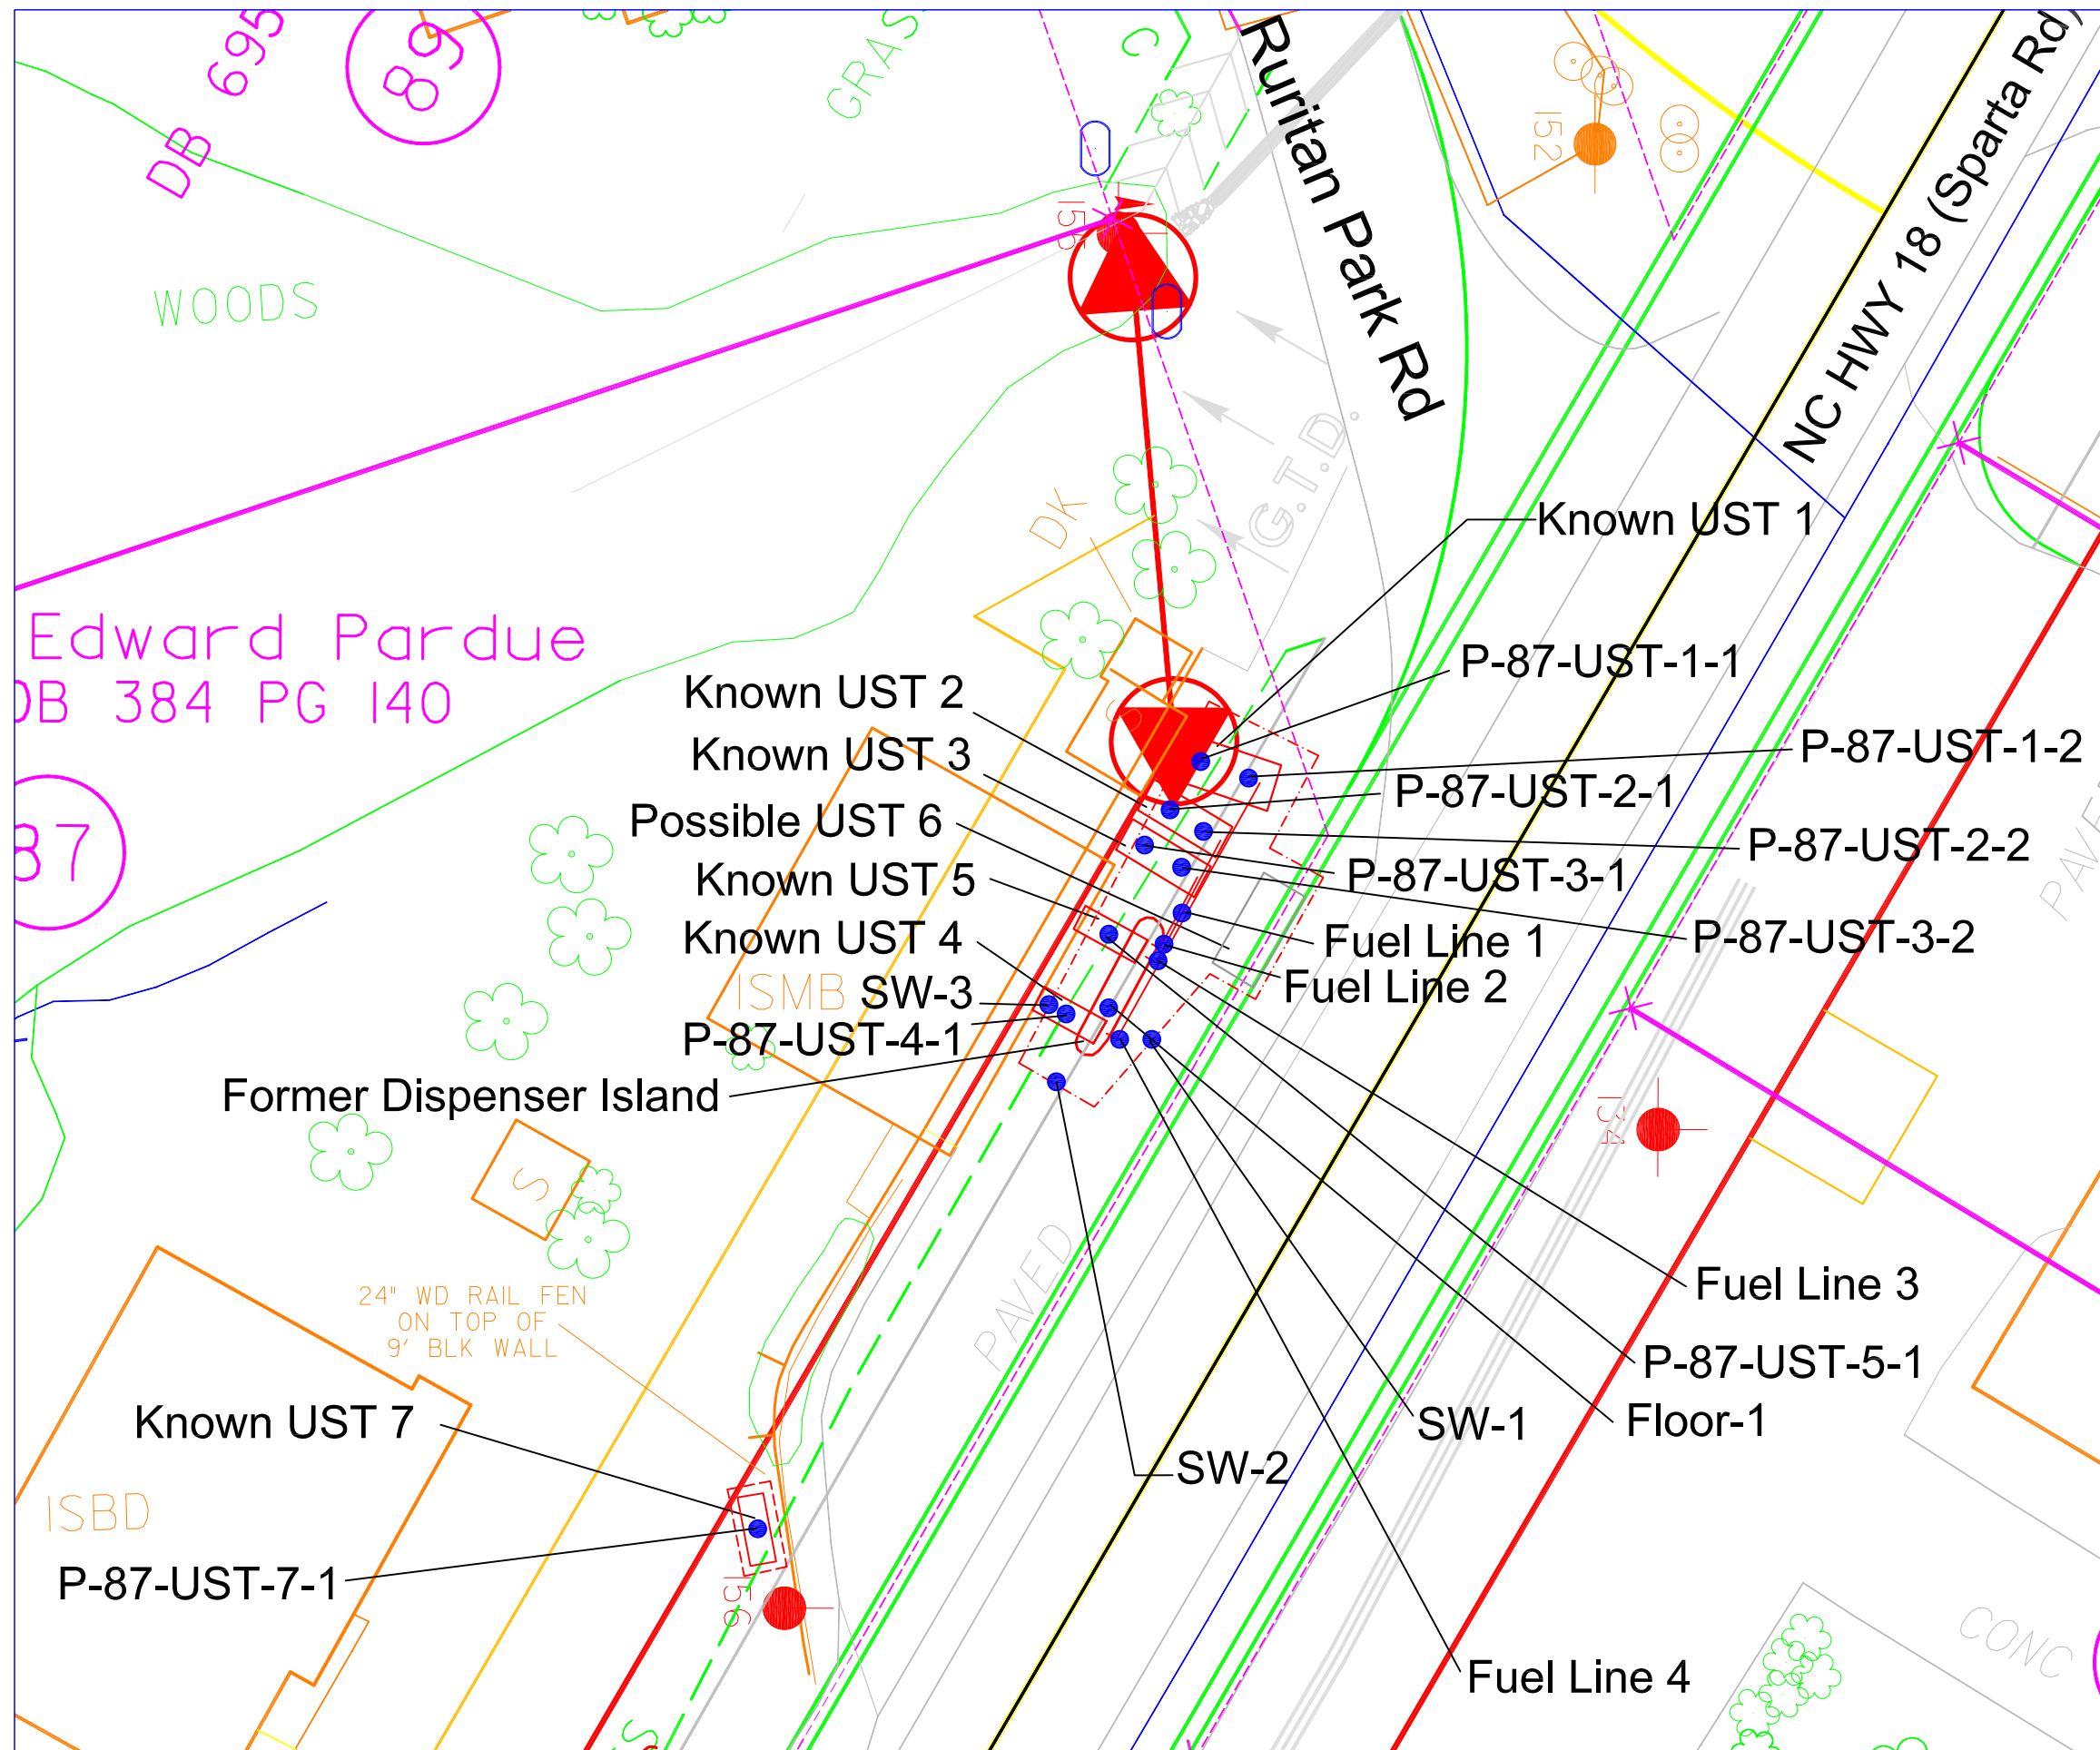 DB 695
89
GRAS
C
Ruritan Park Rd
152
NC HWY 18 (Sparta Rd)
155
WOODS
G.T.D.
DK
Known UST 1
Edward Pardue
DB 384 PG 140
P-87-UST-1-1
Known UST 2
P-87-UST-1-2
Known UST 3
P-87-UST-2-1
Possible UST 6
P-87-UST-2-2
87
Known UST 5
P-87-UST-3-1
Known UST 4
Fuel Line 1
P-87-UST-3-2
Fuel Line 2
ISMB
SW-3
P-87-UST-4-1
Former Dispenser Island
134
S
PAVED
24" WD RAIL FEN
ON TOP OF
9' BLK WALL
Fuel Line 3
P-87-UST-5-1
Known UST 7
SW-1
Floor-1
SW-2
ISBD
P-87-UST-7-1
156
CONC
Fuel Line 4
S